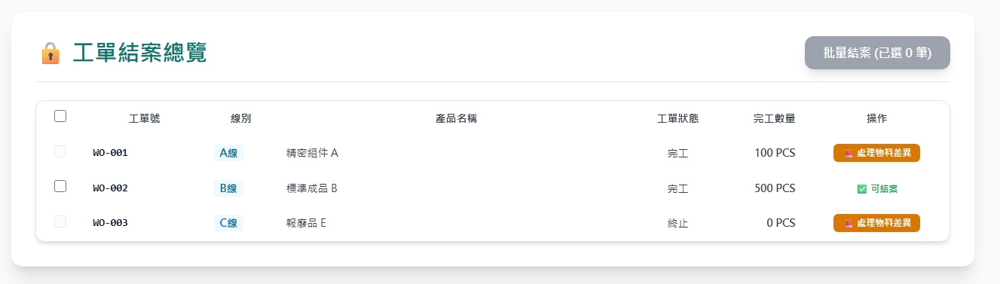 工單結案總覽
批量結案 (已選 0 筆)
工單號 線別 產品名稱 工單狀態 完工數量 操作
WO-001 A線 精密組件 A 完工 100 PCS 處理物料差異
WO-002 B線 標準成品 B 完工 500 PCS 可結案
WO-003 C線 報廢品 E 終止 0 PCS 處理物料差異